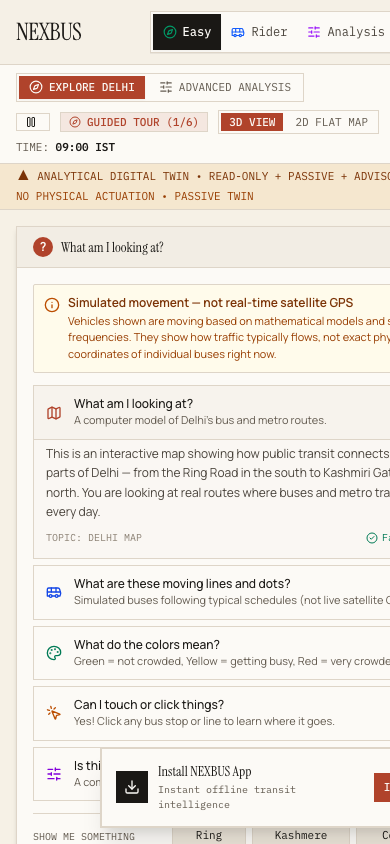 NEXBUS
Easy
Rider
Analysis
EXPLORE DELHI
ADVANCED ANALYSIS
GUIDED TOUR (1/6)
3D VIEW
2D FLAT MAP
TIME: 09:00 IST
▲ ANALYTICAL DIGITAL TWIN • READ-ONLY + PASSIVE + ADVISO
NO PHYSICAL ACTUATION • PASSIVE TWIN
? What am I looking at?
Simulated movement — not real-time satellite GPS
Vehicles shown are moving based on mathematical models and s
frequencies. They show how traffic typically flows, not exact phy
coordinates of individual buses right now.
What am I looking at?
A computer model of Delhi's bus and metro routes.
This is an interactive map showing how public transit connects
parts of Delhi — from the Ring Road in the south to Kashmiri Gat
north. You are looking at real routes where buses and metro tra
every day.
TOPIC: DELHI MAP
Fa
What are these moving lines and dots?
Simulated buses following typical schedules (not live satellite G
What do the colors mean?
Green = not crowded, Yellow = getting busy, Red = very crowde
Can I touch or click things?
Yes! Click any bus stop or line to learn where it goes.
Is thi
A com
Install NEXBUS App
Instant offline transit
intelligence
I
SHOW ME SOMETHING
Ring
Kashmere
Co